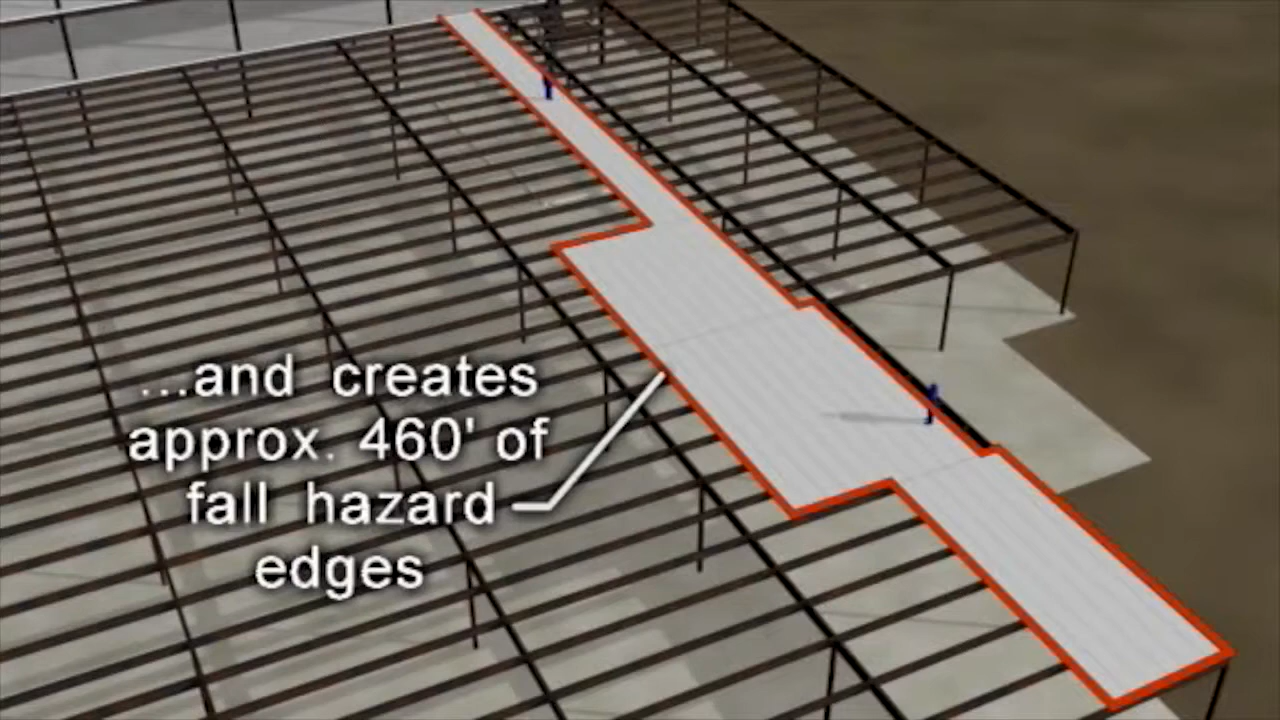 ...and creates
approx. 460' of
fall hazard
edges